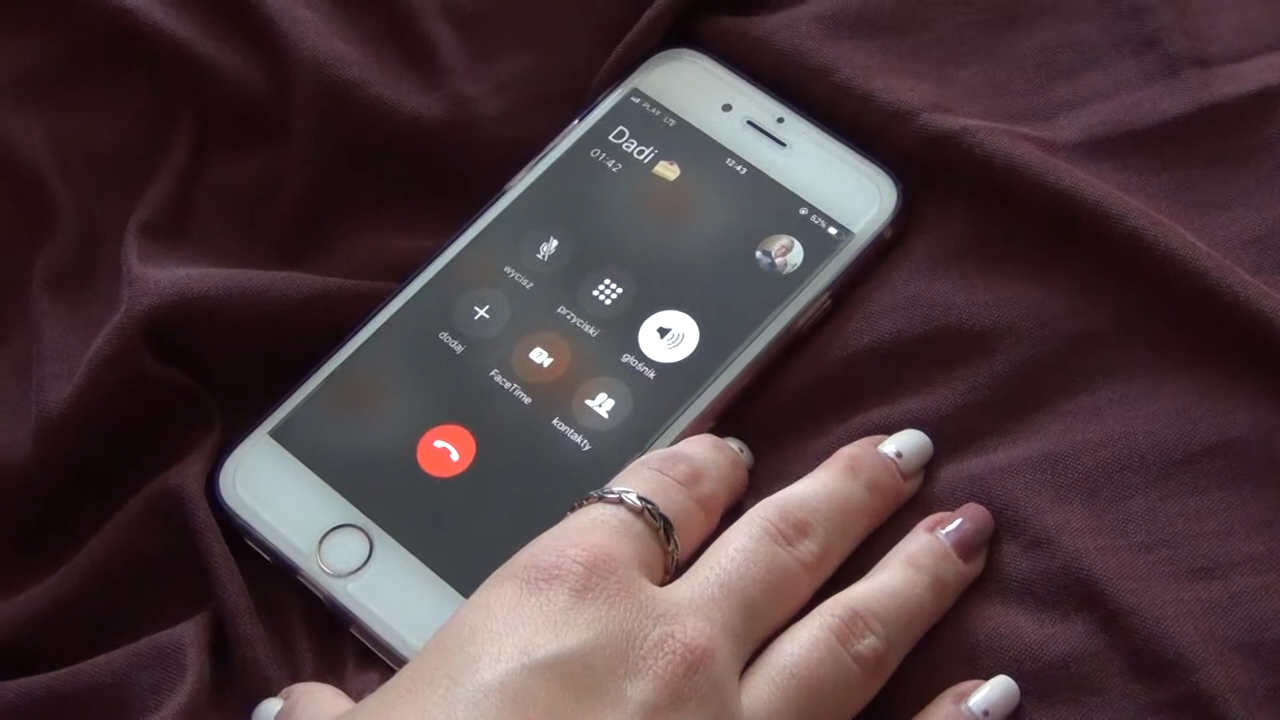 PLAY LTE
12:43
52%
Dadi 🍰
01:42
wycisz
przyciski
głośnik
dodaj
FaceTime
kontakty